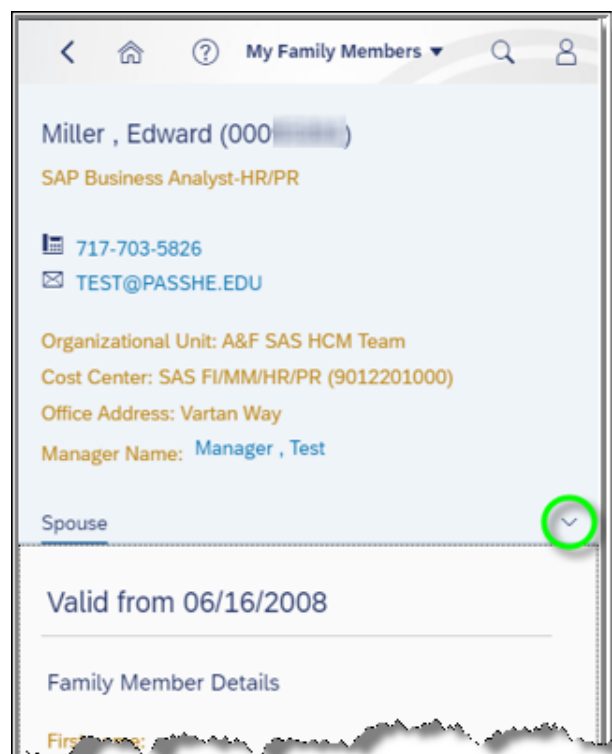 My Family Members
Miller , Edward (000 )
SAP Business Analyst-HR/PR
717-703-5826
TEST@PASSHE.EDU
Organizational Unit: A&F SAS HCM Team
Cost Center: SAS FI/MM/HR/PR (9012201000)
Office Address: Vartan Way
Manager Name: Manager , Test
Spouse
Valid from 06/16/2008
Family Member Details